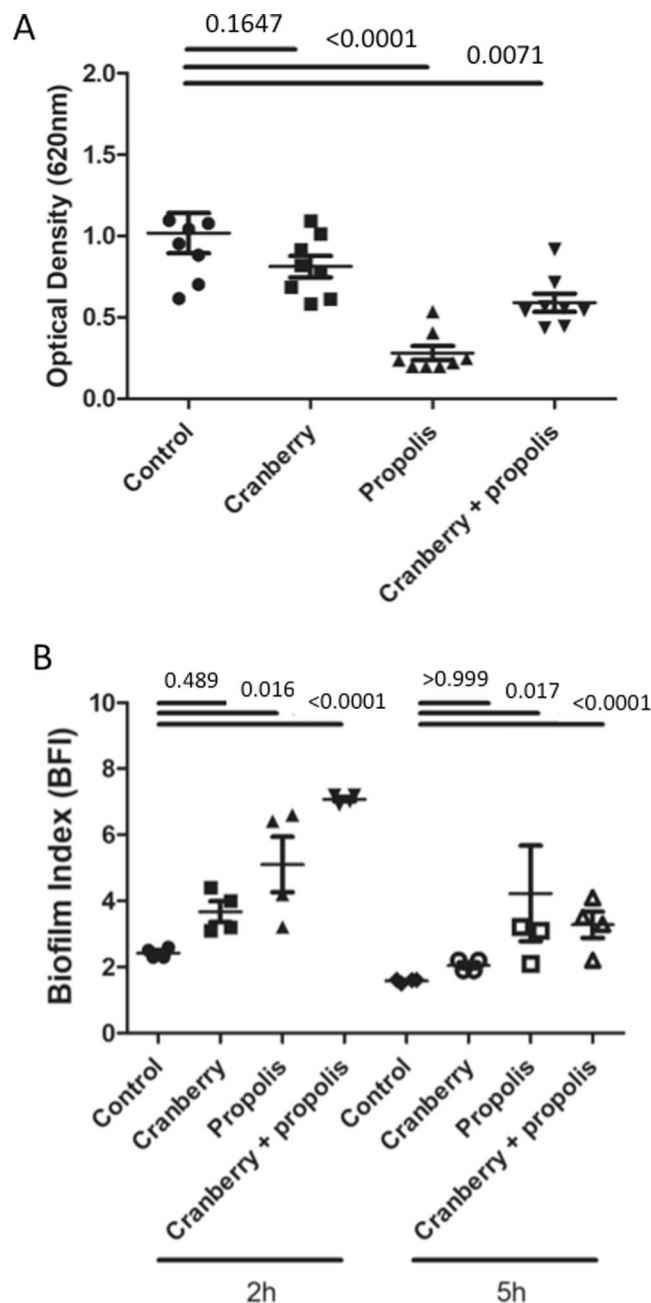 A
0.1647
<0.0001
0.0071
2.0
1.5
1.0
0.5
0.0
Optical Density (620nm)
Control
Cranberry
Propolis
Cranberry + propolis
B
0.489
0.016
<0.0001
>0.999
0.017
<0.0001
10
8
6
4
2
0
Biofilm Index (BFI)
Control
Cranberry
Propolis
Cranberry + propolis
Control
Cranberry
Propolis
Cranberry + propolis
2h
5h